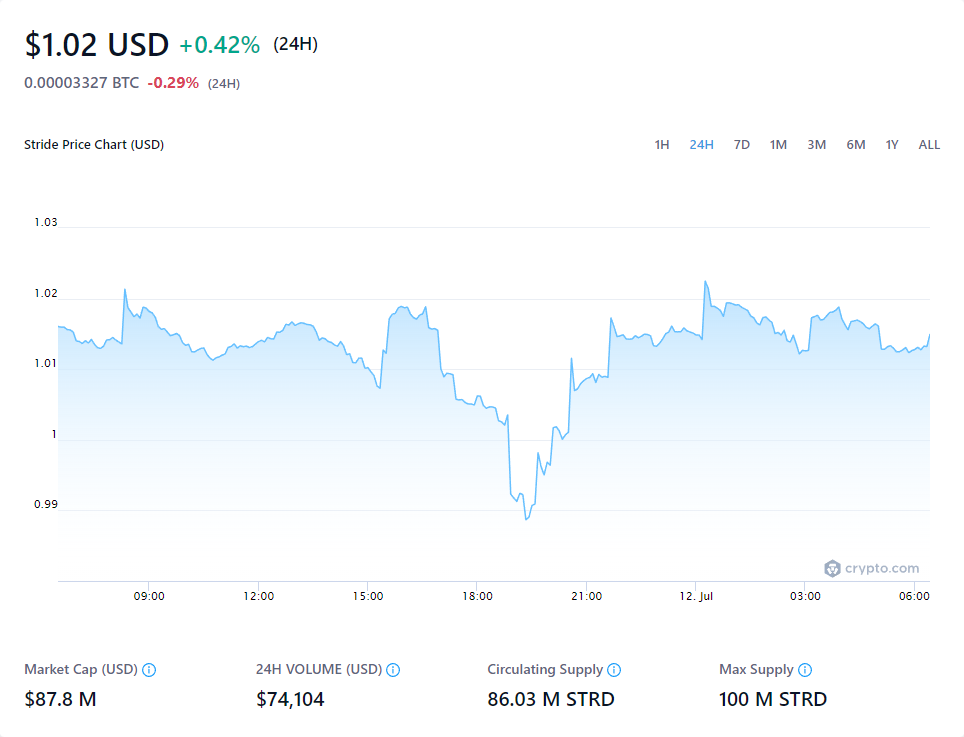 $1.02 USD +0.42% (24H)
0.00003327 BTC -0.29% (24H)
Stride Price Chart (USD) 1H 24H 7D 1M 3M 6M 1Y ALL
1.03
1.02
1.01
1
0.99
crypto.com
09:00 12:00 15:00 18:00 21:00 12. Jul 03:00 06:00
Market Cap (USD) 24H VOLUME (USD) Circulating Supply Max Supply
$87.8 M $74,104 86.03 M STRD 100 M STRD